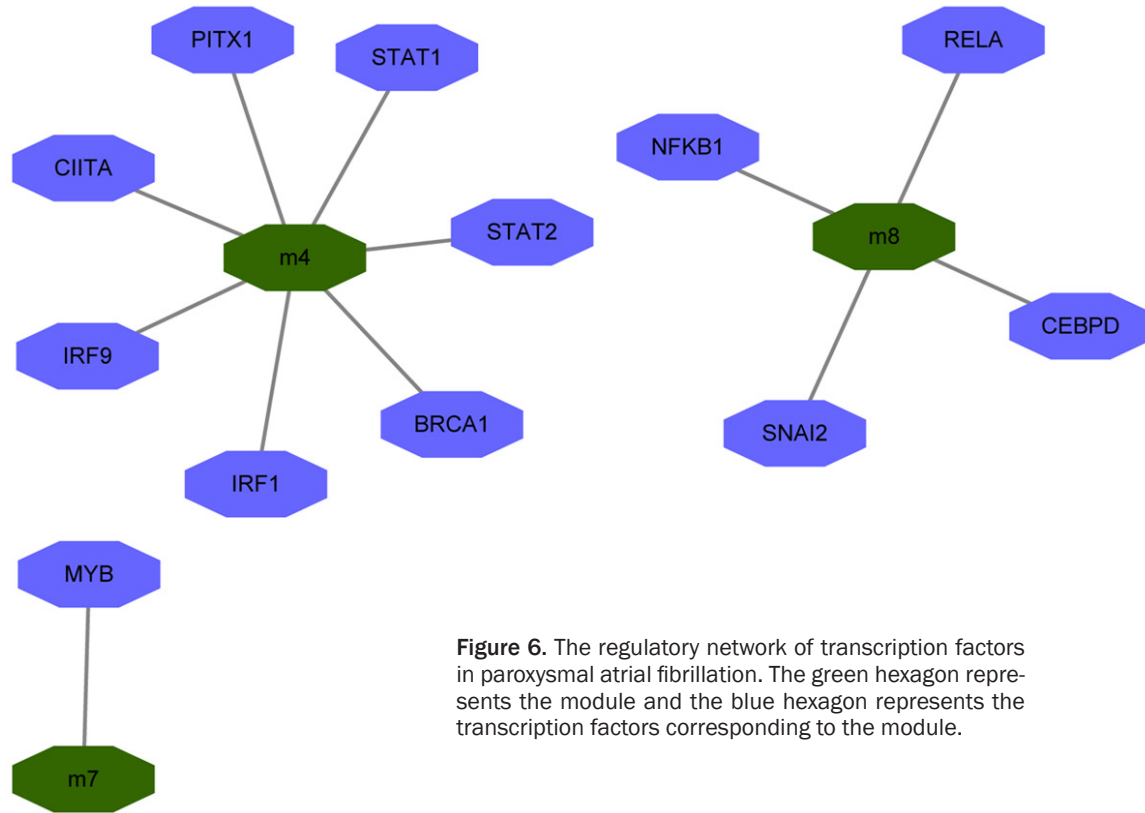 PITX1
STAT1
CIITA
STAT2
m4
IRF9
BRCA1
IRF1
RELA
NFKB1
m8
CEBPD
SNAI2
MYB
m7
Figure 6. The regulatory network of transcription factors
in paroxysmal atrial fibrillation. The green hexagon repre-
sents the module and the blue hexagon represents the
transcription factors corresponding to the module.